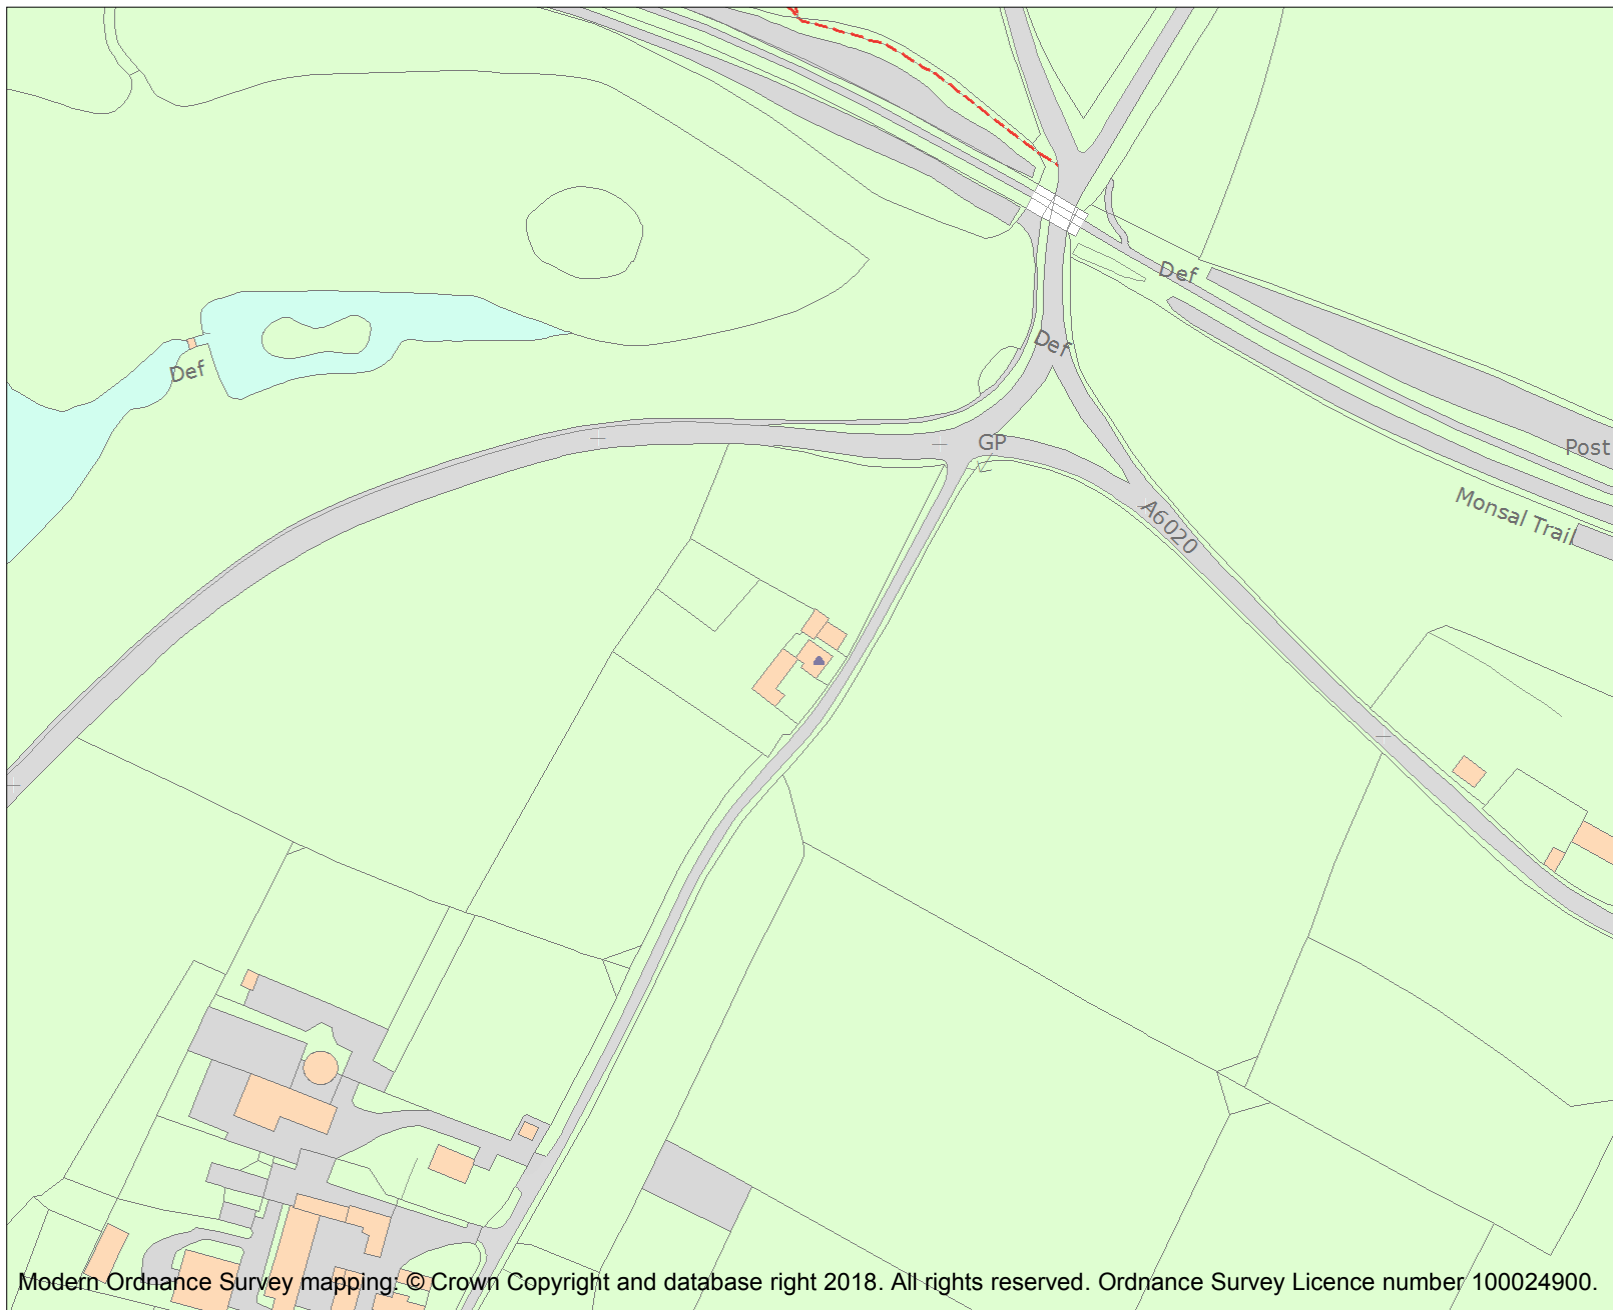 Def
Def
Def
GP
Post
Monsal Trail
A6020
Modern Ordnance Survey mapping: © Crown Copyright and database right 2018. All rights reserved. Ordnance Survey Licence number 100024900.